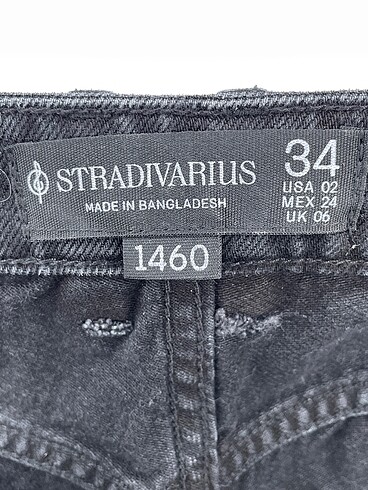 STRADIVARIUS
MADE IN BANGLADESH
34
USA 02
MEX 24
UK 06
1460